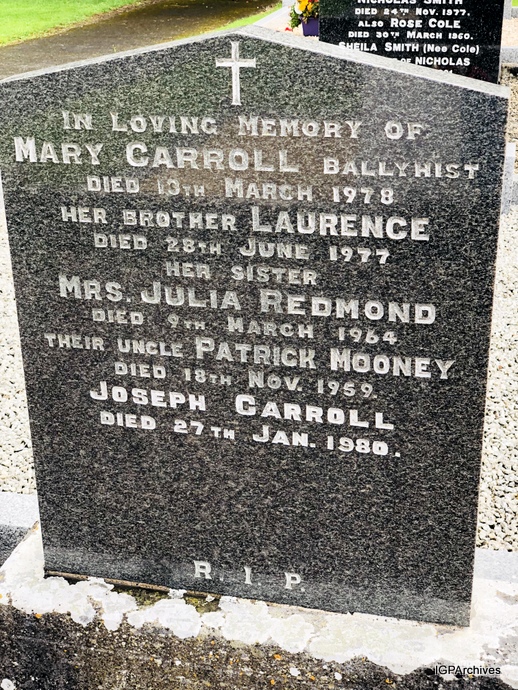 NICHOLAS SMITH
DIED 24TH NOV. 1977.
ALSO ROSE COLE
DIED 30TH MARCH 1960.
SHEILA SMITH (NEE COLE)
OF NICHOLAS
IN LOVING MEMORY OF
MARY CARROLL BALLYHIST
DIED 13TH MARCH 1978
HER BROTHER LAURENCE
DIED 28TH JUNE 1977
HER SISTER
MRS. JULIA REDMOND
DIED 9TH MARCH 1964
THEIR UNCLE PATRICK MOONEY
DIED 18TH NOV. 1959.
JOSEPH CARROLL
DIED 27TH JAN. 1980.
R. I. P.
IGPArchives